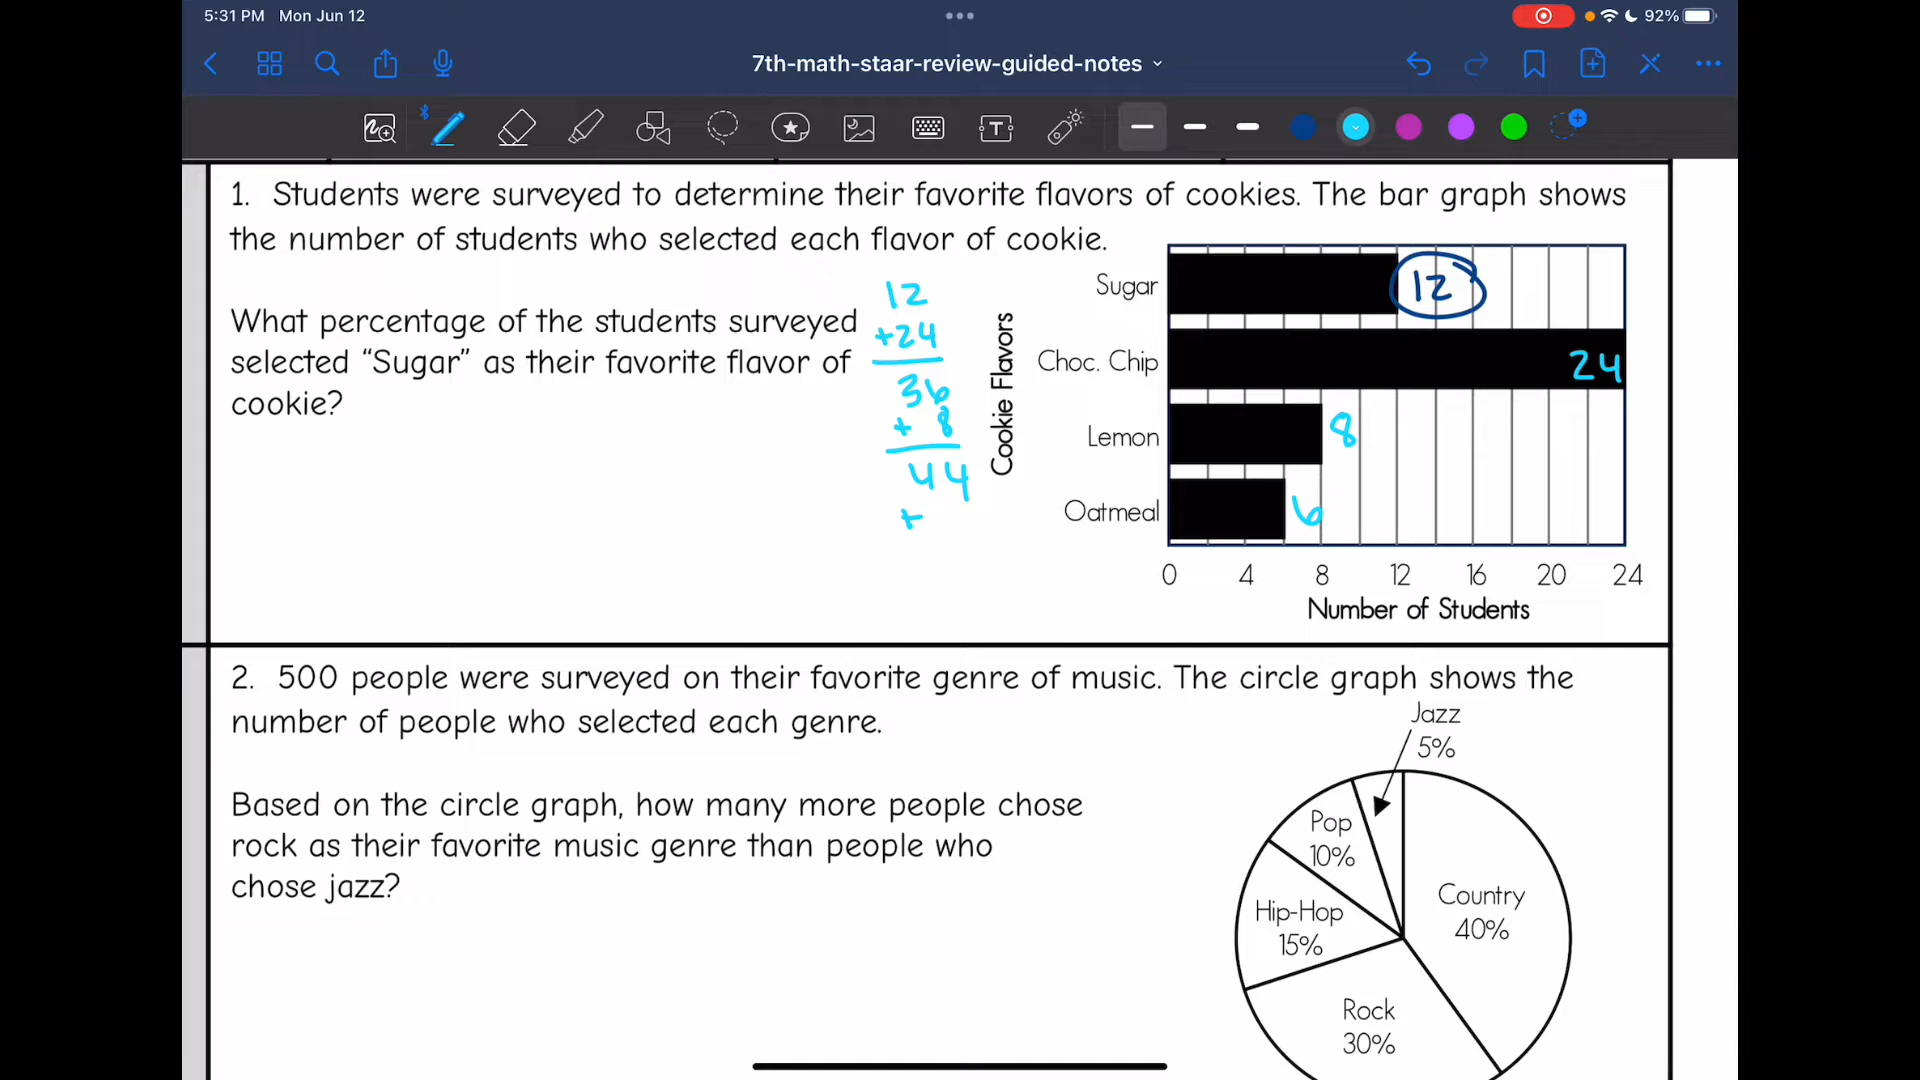 5:31 PM Mon Jun 12
92%
7th-math-staar-review-guided-notes
T
1. Students were surveyed to determine their favorite flavors of cookies. The bar graph shows
the number of students who selected each flavor of cookie.
What percentage of the students surveyed
selected “Sugar” as their favorite flavor of
cookie?
12
+24
36
+ 8
44
+
Cookie Flavors
Sugar
12
Choc. Chip
24
Lemon
8
Oatmeal
6
0 4 8 12 16 20 24
Number of Students
2. 500 people were surveyed on their favorite genre of music. The circle graph shows the
number of people who selected each genre.
Based on the circle graph, how many more people chose
rock as their favorite music genre than people who
chose jazz?
Jazz
5%
Pop
10%
Country
40%
Hip-Hop
15%
Rock
30%